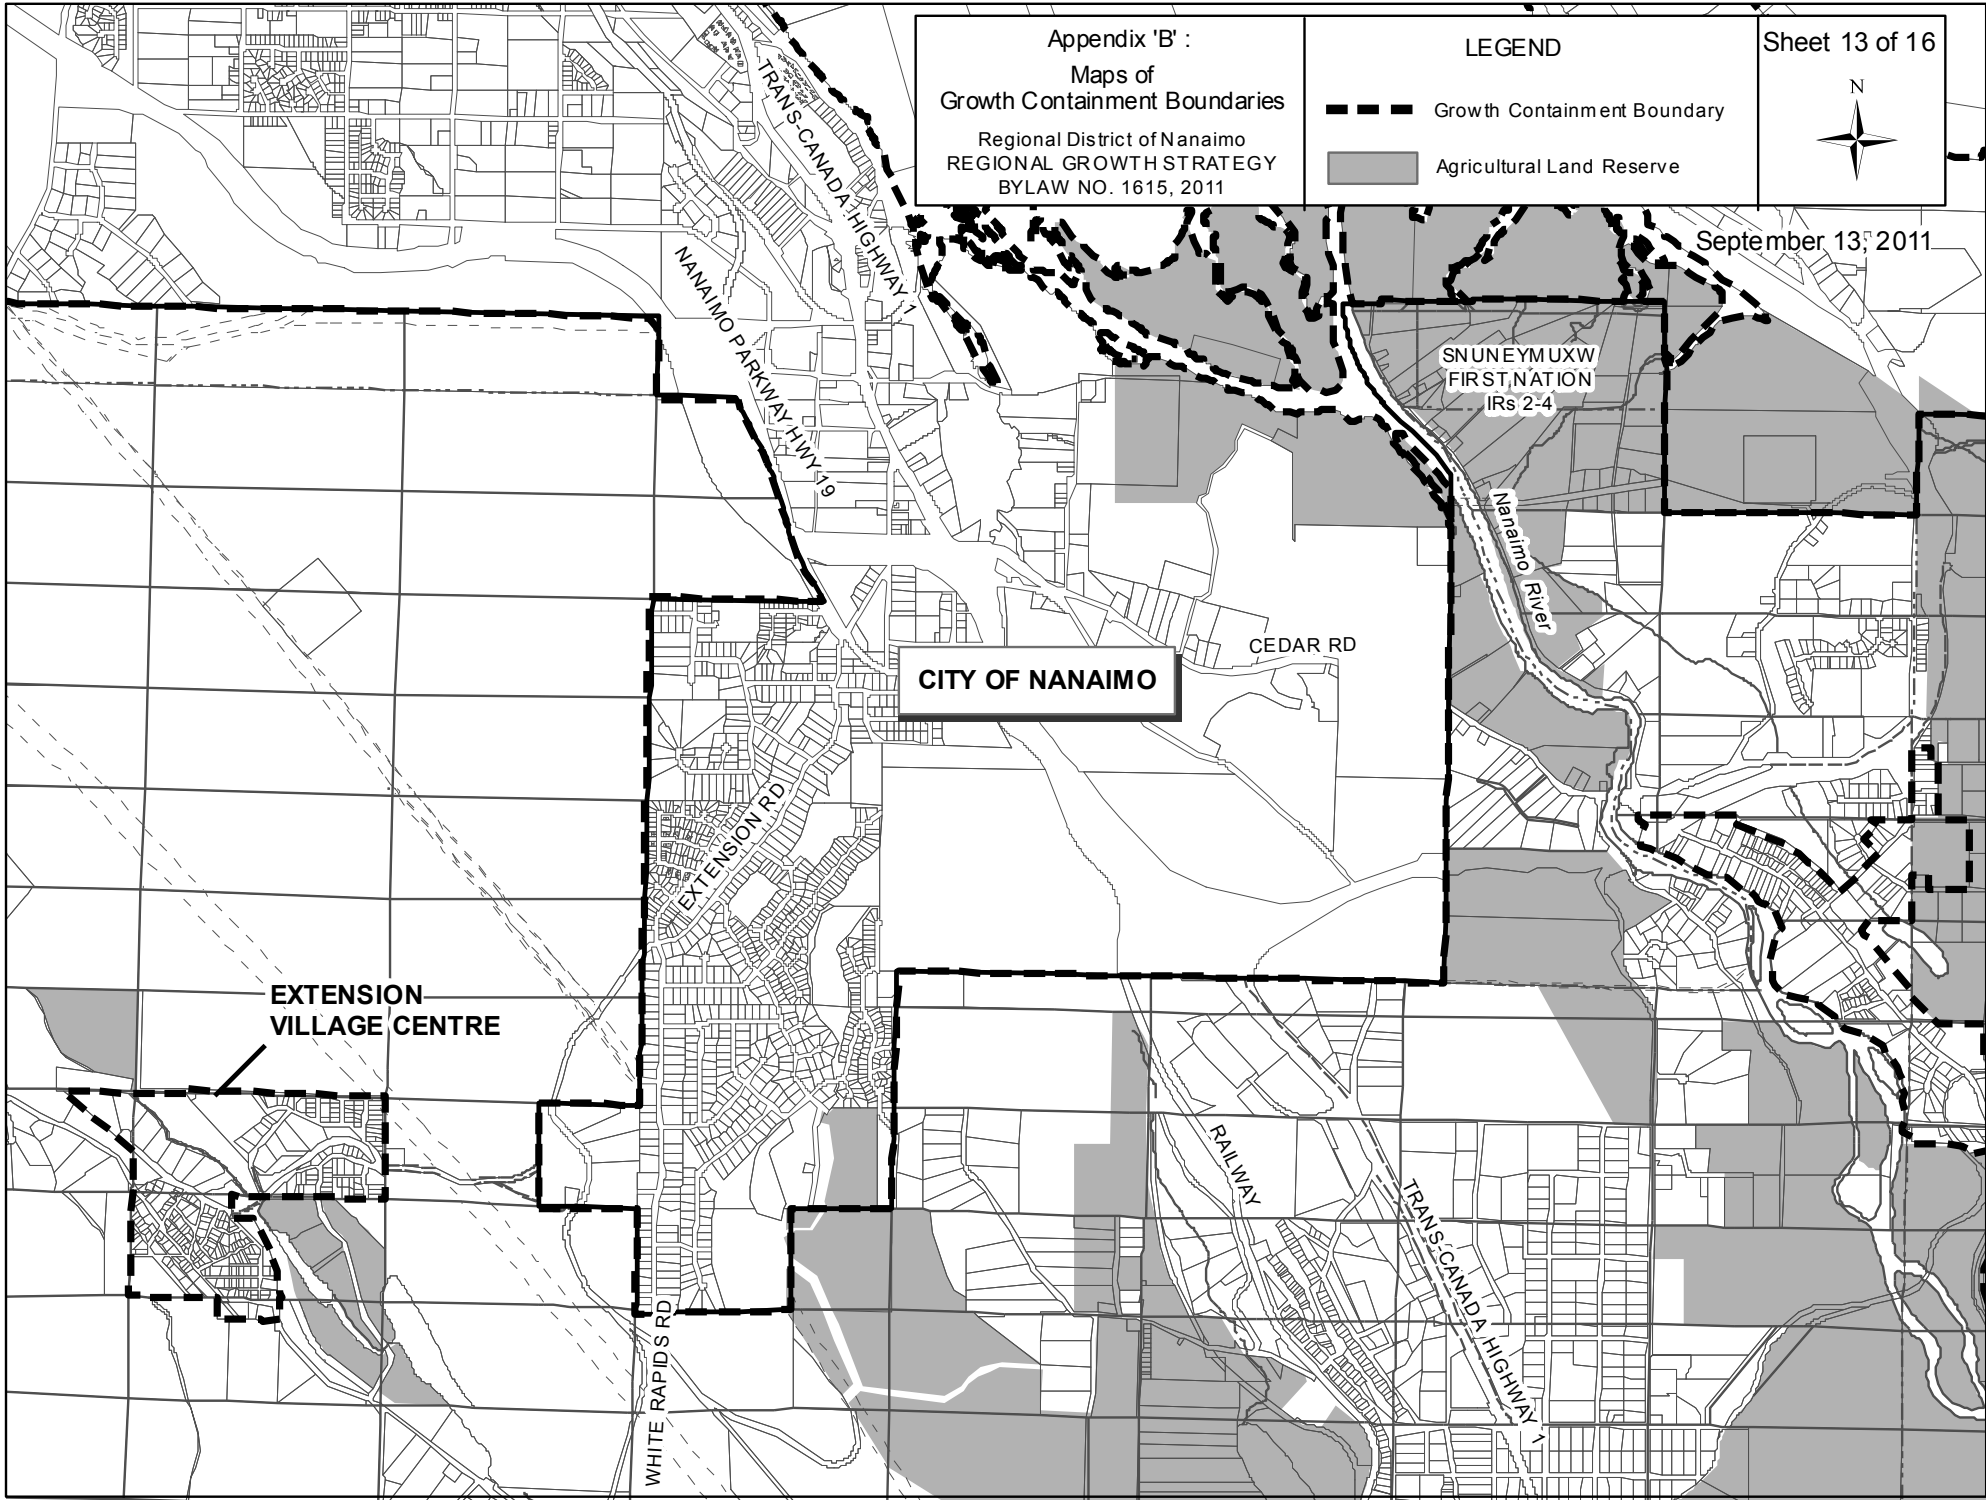 Appendix 'B' :
Maps of
Growth Containment Boundaries
Regional District of Nanaimo
REGIONAL GROWTH STRATEGY
BYLAW NO. 1615, 2011
LEGEND
Growth Containment Boundary
Agricultural Land Reserve
Sheet 13 of 16
N
September 13, 2011
TRANS-CANADA HIGHWAY 1
NANAIMO PARKWAY HWY 19
SNUNEYMUXW
FIRST NATION
IRs 2-4
Nanaimo River
CEDAR RD
CITY OF NANAIMO
EXTENSION RD
EXTENSION
VILLAGE CENTRE
RAILWAY
TRANS-CANADA HIGHWAY 1
WHITE RAPIDS RD